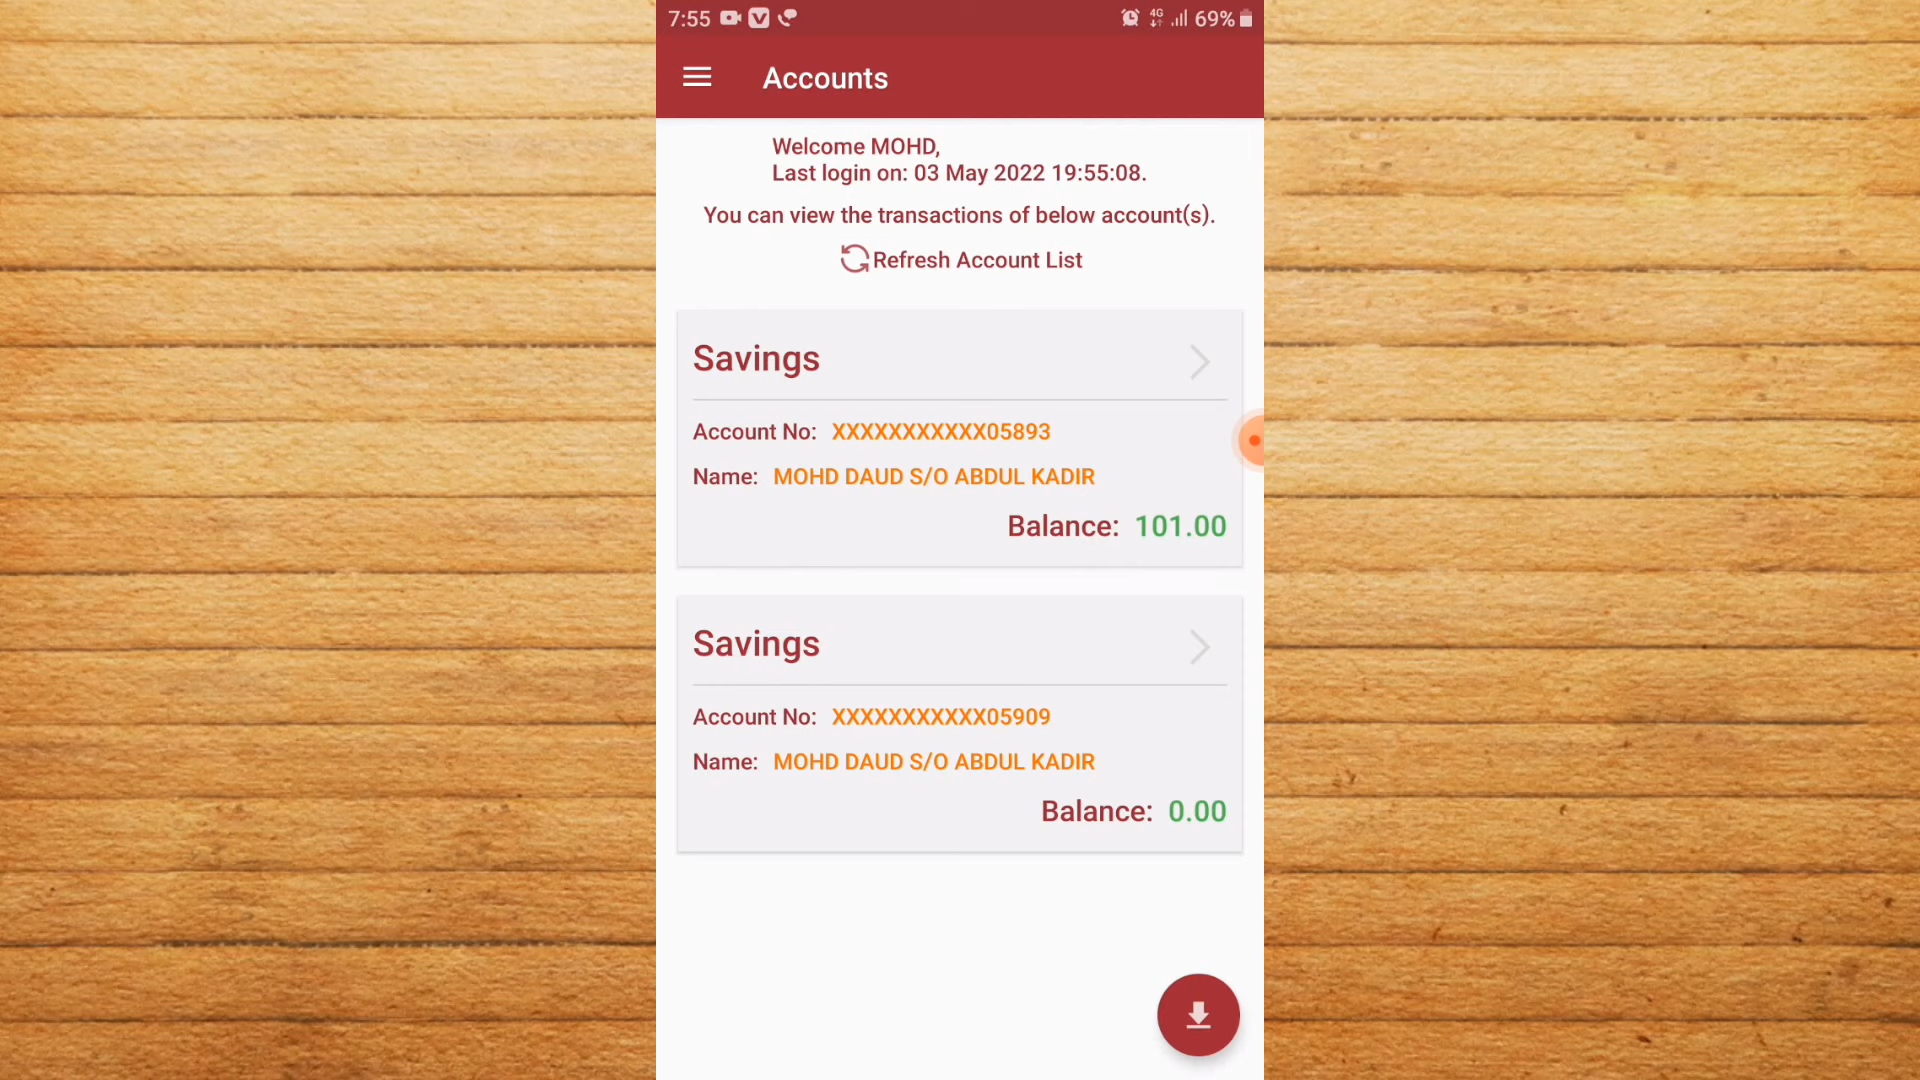 7:55 4G 69%
Accounts
Welcome MOHD,
Last login on: 03 May 2022 19:55:08.
You can view the transactions of below account(s).
Refresh Account List
Savings
Account No: XXXXXXXXXXX05893
Name: MOHD DAUD S/O ABDUL KADIR
Balance: 101.00
Savings
Account No: XXXXXXXXXXX05909
Name: MOHD DAUD S/O ABDUL KADIR
Balance: 0.00